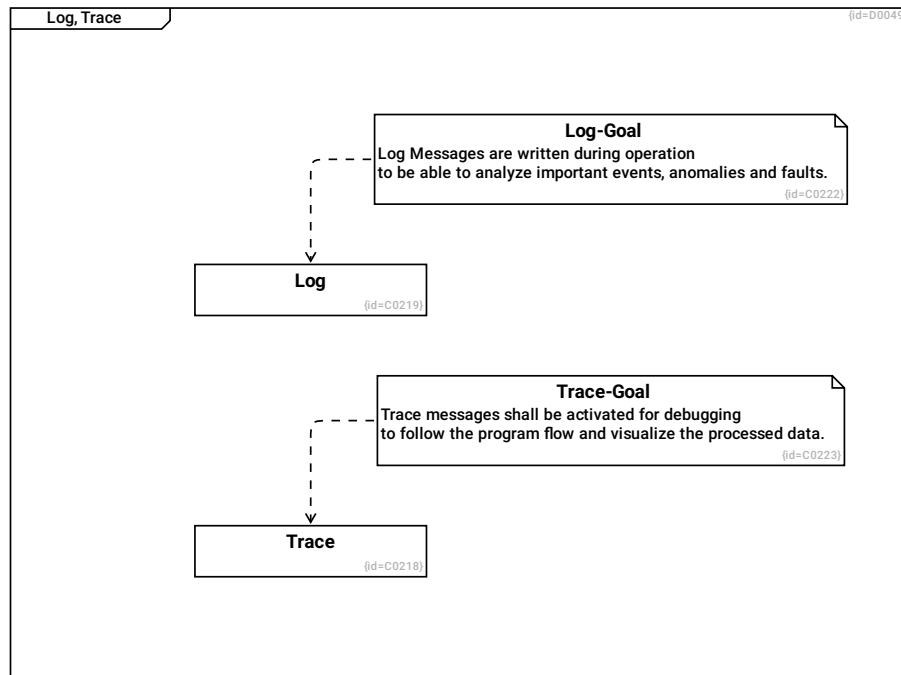 Log, Trace
{id=D0049
Log-Goal
Log Messages are written during operation
to be able to analyze important events, anomalies and faults.
{id=C0222}
Log
{id=C0219}
Trace-Goal
Trace messages shall be activated for debugging
to follow the program flow and visualize the processed data.
{id=C0223}
Trace
{id=C0218}